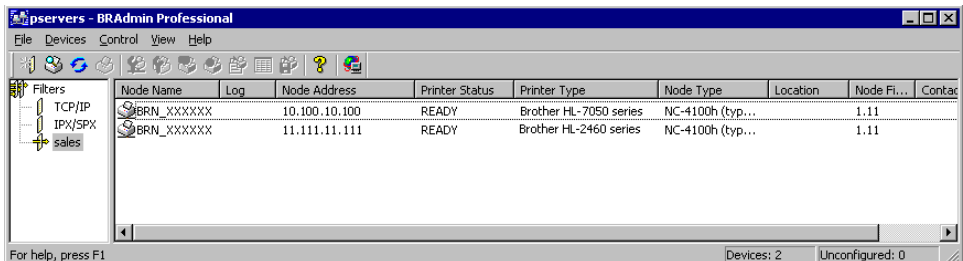 pservers - BRAdmin Professional
File Devices Control View Help
Filters
TCP/IP
IPX/SPX
sales
Node Name Log Node Address Printer Status Printer Type Node Type Location Node Fi... Contac
BRN_XXXXXX 10.100.10.100 READY Brother HL-7050 series NC-4100h (typ... 1.11
BRN_XXXXXX 11.111.11.111 READY Brother HL-2460 series NC-4100h (typ... 1.11
For help, press F1 Devices: 2 Unconfigured: 0